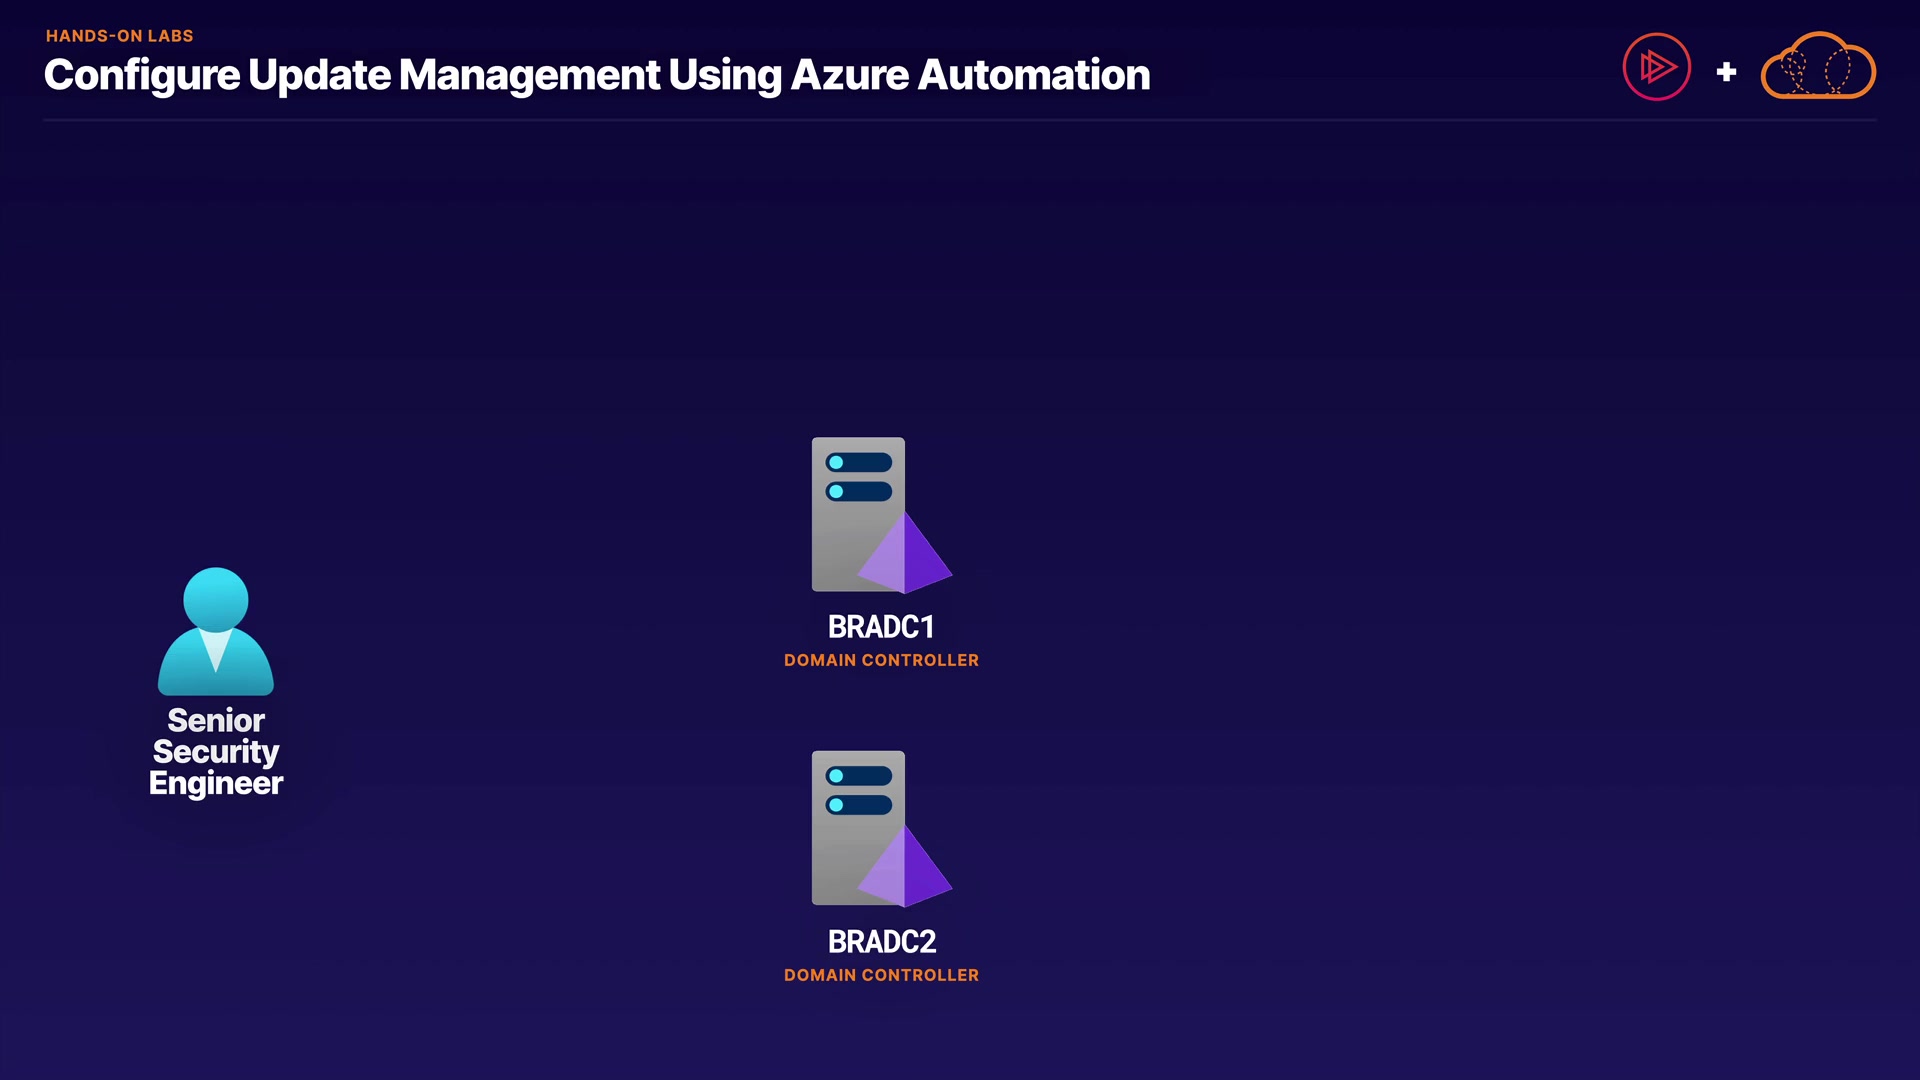 HANDS-ON LABS
Configure Update Management Using Azure Automation
+
BRADC1
DOMAIN CONTROLLER
Senior
Security
Engineer
BRADC2
DOMAIN CONTROLLER